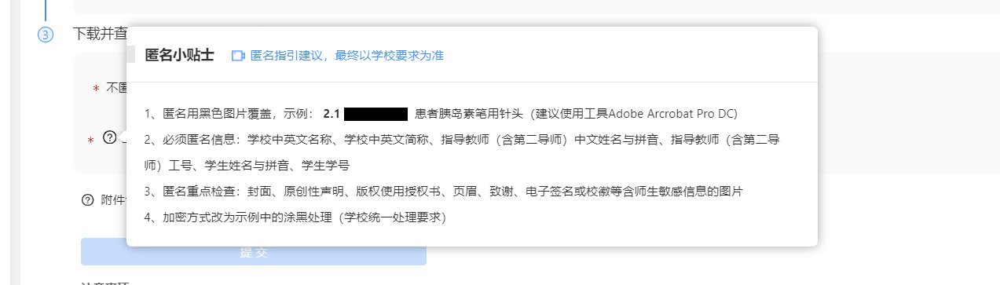 3 下载并查
匿名小贴士 匿名指引建议，最终以学校要求为准
* 不匿
1、匿名用黑色图片覆盖，示例： 2.1 患者胰岛素笔用针头（建议使用工具Adobe Arcrobat Pro DC）
* ?
2、必须匿名信息：学校中英文名称、学校中英文简称、指导教师（含第二导师）中文姓名与拼音、指导教师（含第二导
师）工号、学生姓名与拼音、学生学号
3、匿名重点检查：封面、原创性声明、版权使用授权书、页眉、致谢、电子签名或校徽等含师生敏感信息的图片
? 附件
4、加密方式改为示例中的涂黑处理（学校统一处理要求）
提 交